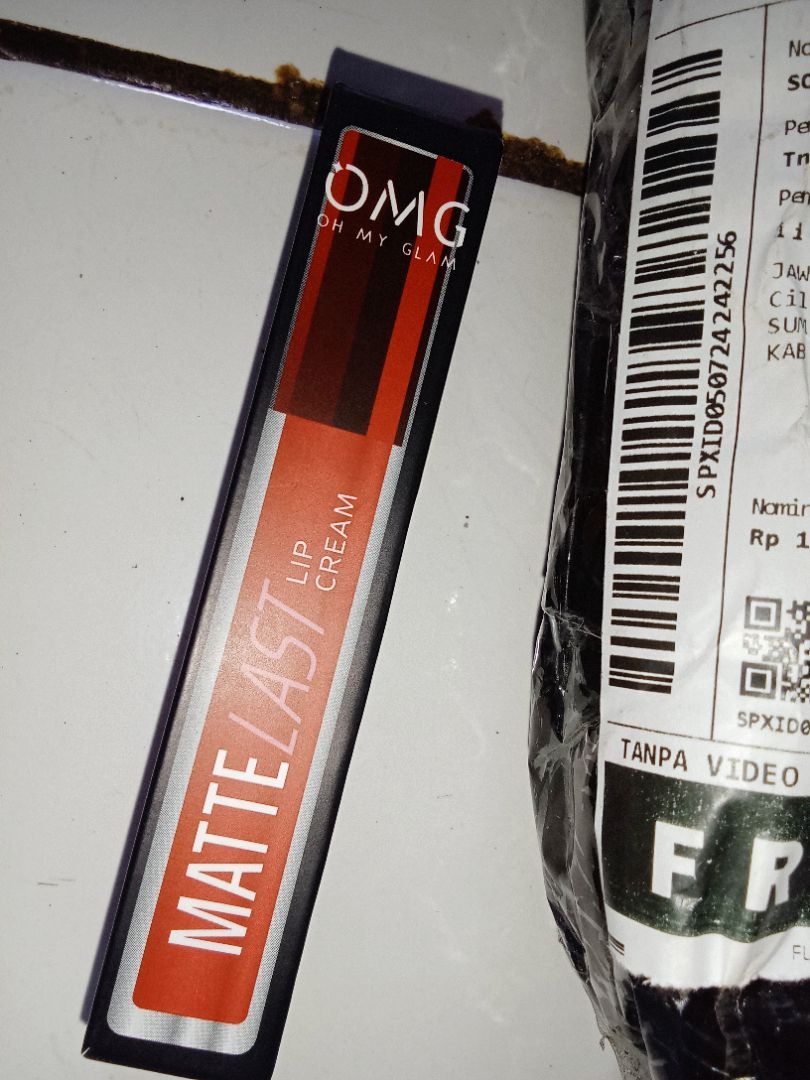 OMG
OH MY GLAM
MATTE LAST
LIP
CREAM
SPXID050724242256
JAW
Cil
SUM
KAB
Rp 1
SPXID0
TANPA VIDEO
FR